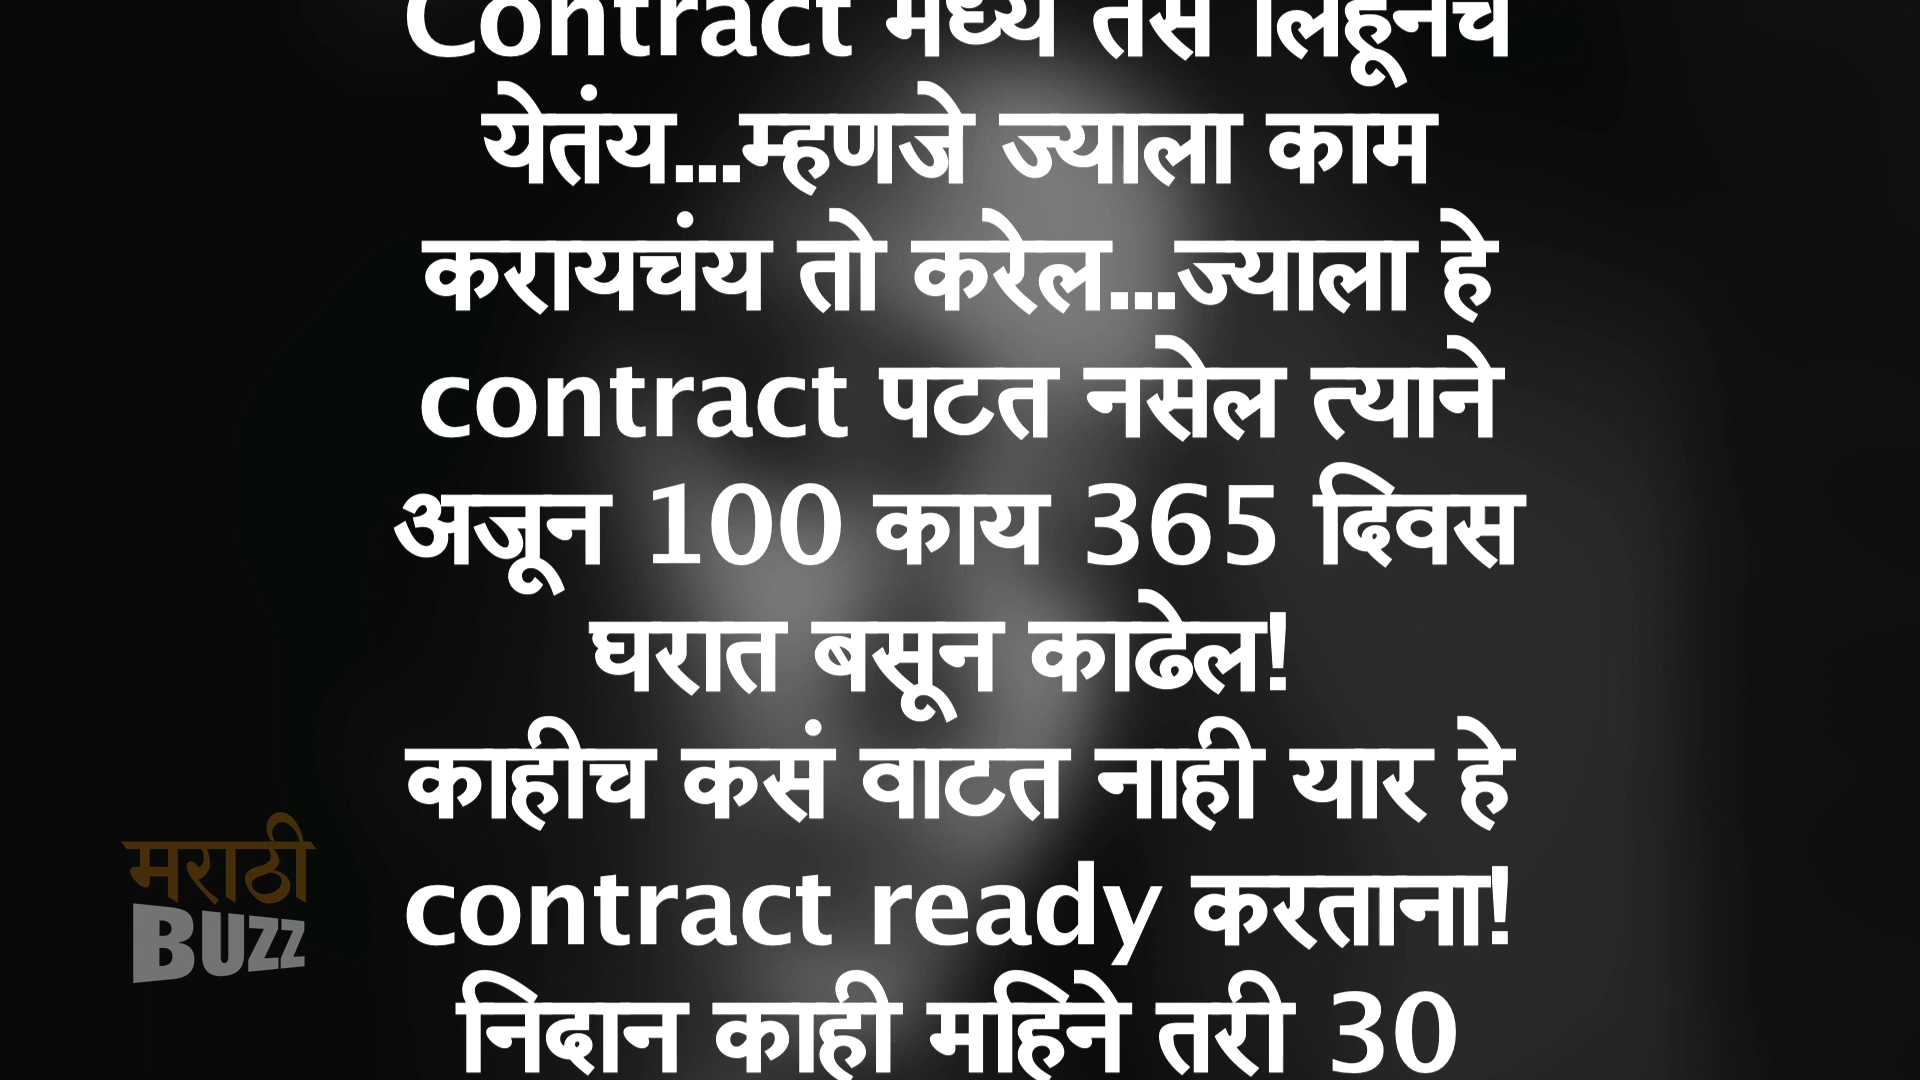 Contract मध्ये तसं लिहूनच
येतंय...म्हणजे ज्याला काम
करायचंय तो करेल...ज्याला हे
contract पटत नसेल त्याने
अजून 100 काय 365 दिवस
घरात बसून काढेल!
काहीच कसं वाटत नाही यार हे
contract ready करताना!
निदान काही महिने तरी 30
मराठी
BUZZ